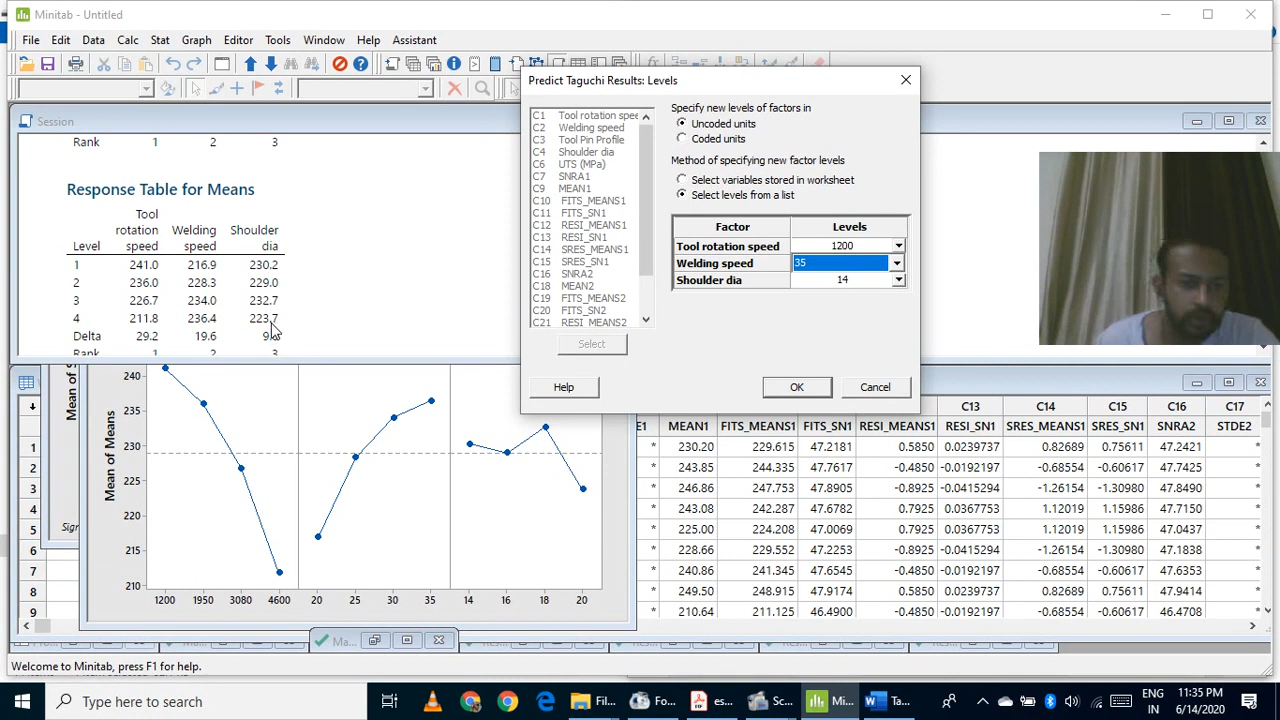 Minitab - Untitled
File Edit Data Calc Stat Graph Editor Tools Window Help Assistant
Session
Rank 1 2 3
Response Table for Means
Tool
rotation Welding Shoulder
Level speed speed dia
1 241.0 216.9 230.2
2 236.0 228.3 229.0
3 226.7 234.0 232.7
4 211.8 236.4 223.7
Delta 29.2 19.6
Rank 1 2 3
Predict Taguchi Results: Levels
C1 Tool rotation spee
C2 Welding speed
C3 Tool Pin Profile
C4 Shoulder dia
C6 UTS (MPa)
C7 SNRA1
C9 MEAN1
C10 FITS_MEANS1
C11 FITS_SN1
C12 RESI_MEANS1
C13 RESI_SN1
C14 SRES_MEANS1
C15 SRES_SN1
C16 SNRA2
C18 MEAN2
C19 FITS_MEANS2
C20 FITS_SN2
C21 RESI_MEANS2
Select
Specify new levels of factors in
Uncoded units
Coded units
Method of specifying new factor levels
Select variables stored in worksheet
Select levels from a list
Factor Levels
Tool rotation speed 1200
Welding speed 35
Shoulder dia 14
Help OK Cancel
Mean of Means
240
235
230
225
220
215
210
1200 1950 3080 4600 20 25 30 35 14 16 18 20
Mean of S
Sign
C13 C14 C15 C16 C17
E1 MEAN1 FITS_MEANS1 FITS_SN1 RESI_MEANS1 RESI_SN1 SRES_MEANS1 SRES_SN1 SNRA2 STDE2
1 * 230.20 229.615 47.2181 0.5850 0.0239737 0.82689 0.75611 47.2421 *
2 * 243.85 244.335 47.7617 -0.4850 -0.0192197 -0.68554 -0.60617 47.7425 *
3 * 246.86 247.753 47.8905 -0.8925 -0.0415294 -1.26154 -1.30980 47.8490 *
4 * 243.08 242.287 47.6782 0.7925 0.0367753 1.12019 1.15986 47.7150 *
5 * 225.00 224.208 47.0069 0.7925 0.0367753 1.12019 1.15986 47.0437 *
6 * 228.66 229.552 47.2253 -0.8925 -0.0415294 -1.26154 -1.30980 47.1838 *
7 * 240.86 241.345 47.6545 -0.4850 -0.0192197 -0.68554 -0.60617 47.6353 *
8 * 249.50 248.915 47.9174 0.5850 0.0239737 0.82689 0.75611 47.9414 *
9 * 210.64 211.125 46.4900 -0.4850 -0.0192197 -0.68554 -0.60617 46.4708 *
Ma...
Welcome to Minitab, press F1 for help.
Type here to search
Fil... Fo... es... Sc... Mi... Ta...
ENG 11:35 PM
IN 6/14/2020